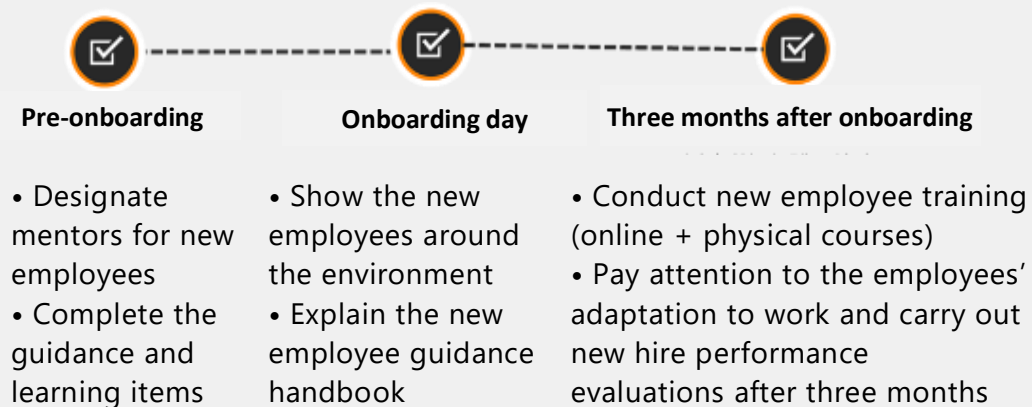 Pre-onboarding
Onboarding day
Three months after onboarding
• Designate
mentors for new
employees
• Complete the
guidance and
learning items
• Show the new
employees around
the environment
• Explain the new
employee guidance
handbook
• Conduct new employee training
(online + physical courses)
• Pay attention to the employees’
adaptation to work and carry out
new hire performance
evaluations after three months